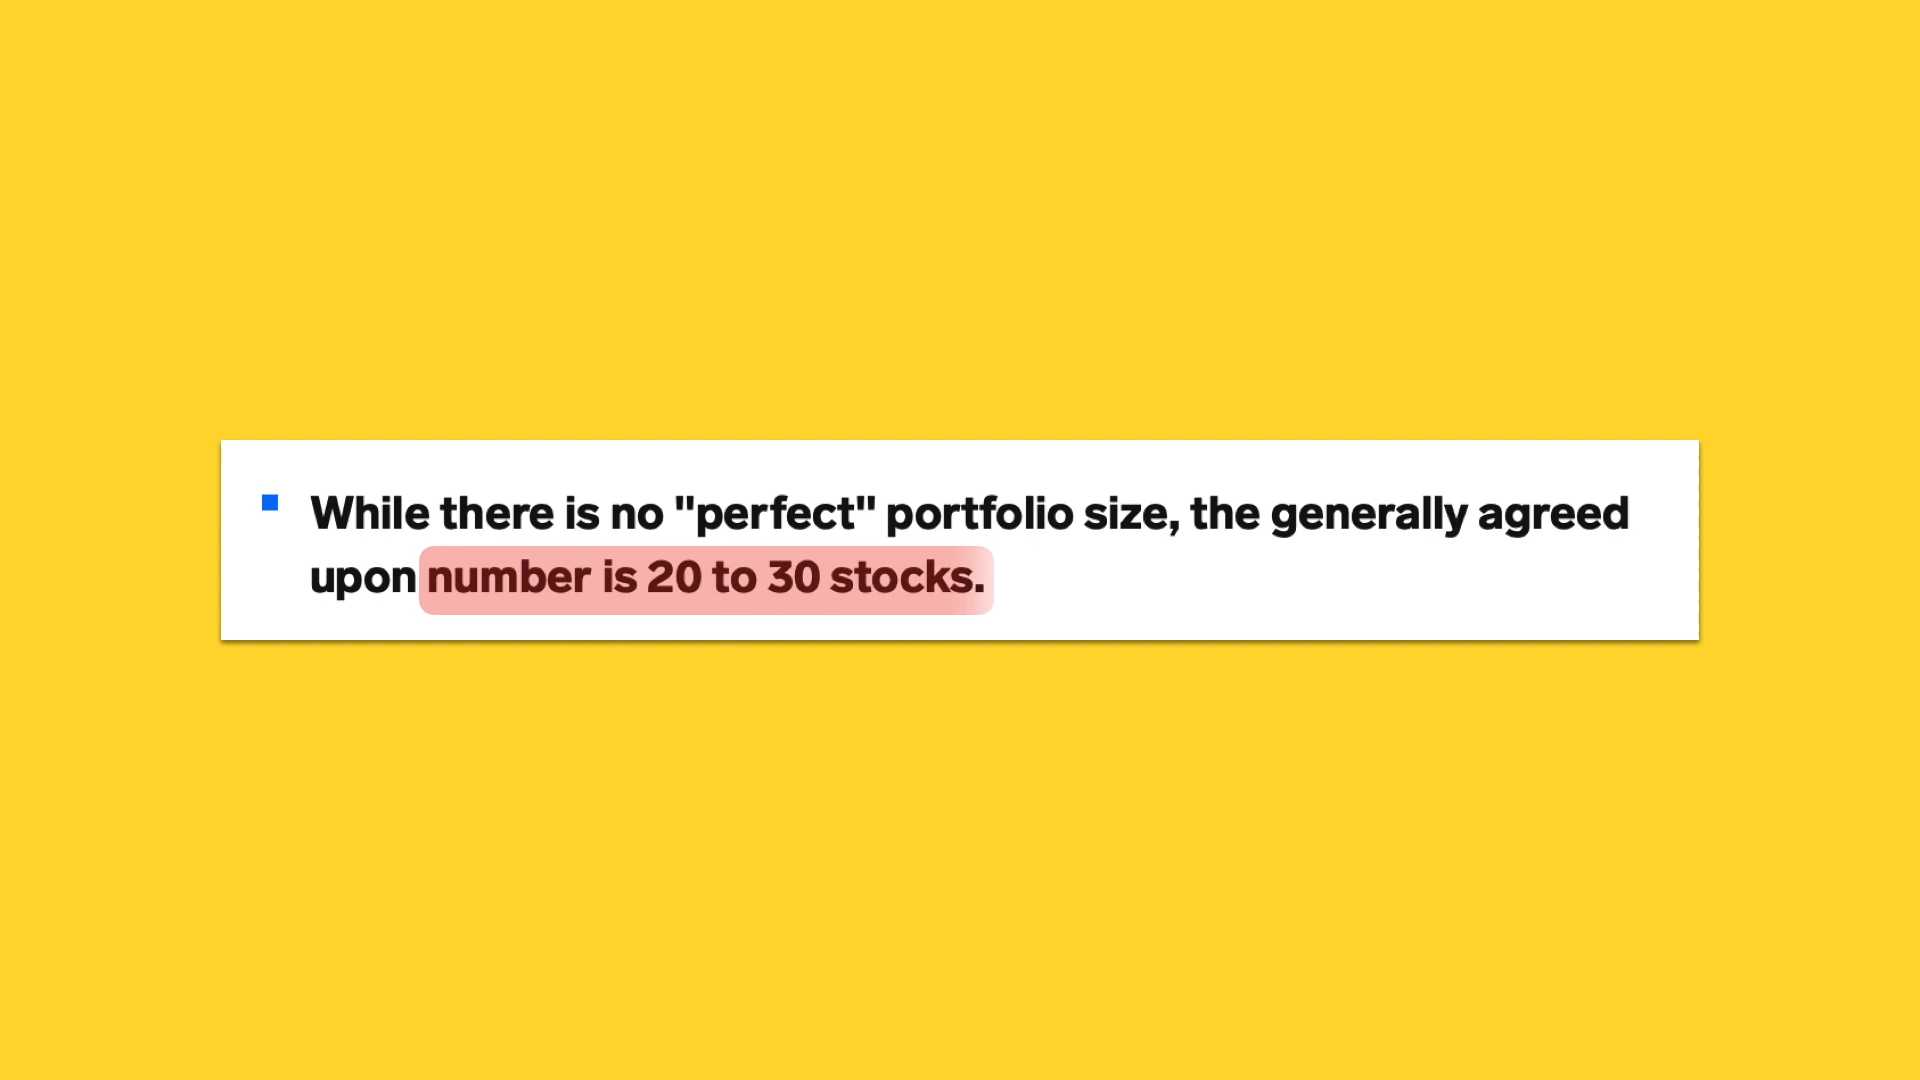 While there is no "perfect" portfolio size, the generally agreed
upon number is 20 to 30 stocks.